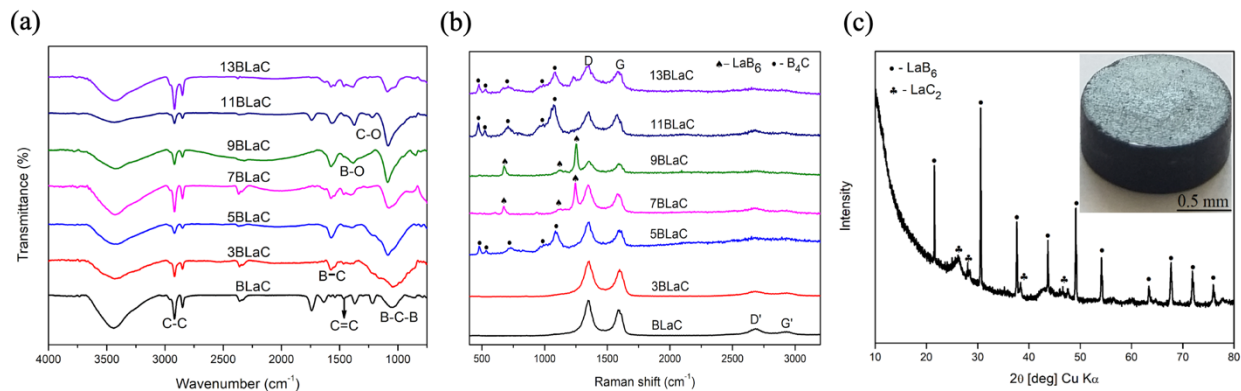 (a)
Transmittance (%)
13BLaC
11BLaC
C-O
9BLaC
B-O
7BLaC
5BLaC
3BLaC
B=C
BLaC
C-C
C=C
B-C-B
4000 3500 3000 2500 2000 1500 1000
Wavenumber (cm⁻¹)
(b)
Intensity (a.u.)
♠– LaB₆ • - B₄C
D
G
13BLaC
11BLaC
9BLaC
7BLaC
5BLaC
3BLaC
BLaC
D'
G'
500 1000 1500 2000 2500 3000
Raman shift (cm⁻¹)
(c)
Intensity
• - LaB₆
♣ - LaC₂
0.5 mm
10 20 30 40 50 60 70 80
2θ [deg] Cu Kα